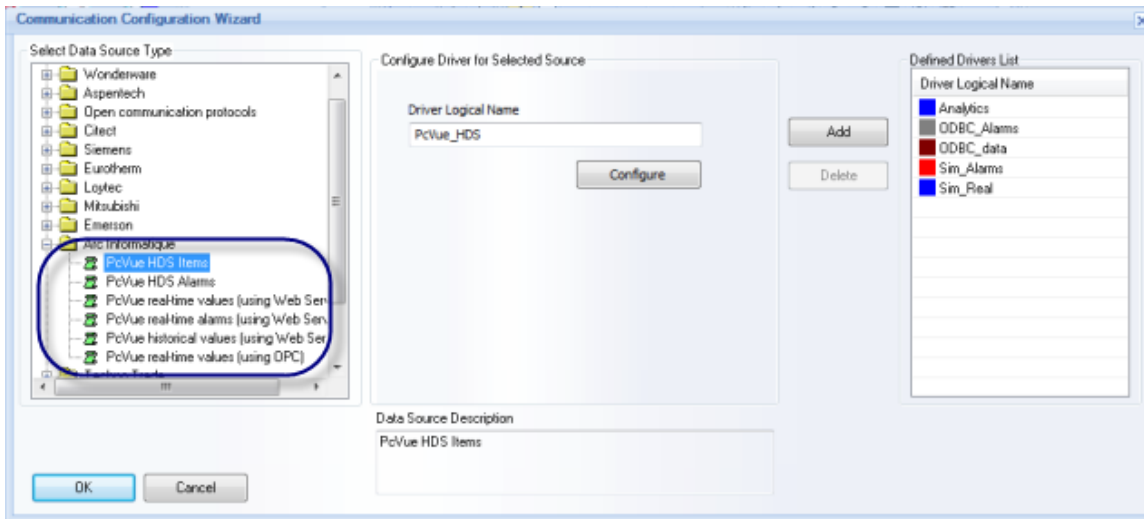 Communication Configuration Wizard
Select Data Source Type
Wonderware
Aspentech
Open communication protocols
Citect
Siemens
Eurotherm
Loytec
Mitsubishi
Emerson
Arc Informatique
PcVue HDS Items
PcVue HDS Alarms
PcVue real-time values (using Web Ser
PcVue real-time alarms (using Web Ser
PcVue historical values (using Web Ser
PcVue real-time values (using OPC)
Configure Driver for Selected Source
Driver Logical Name
PcVue_HDS
Configure
Add
Delete
Defined Drivers List
Driver Logical Name
Analytics
ODBC_Alarms
ODBC_data
Sim_Alarms
Sim_Real
Data Source Description
PcVue HDS Items
OK
Cancel